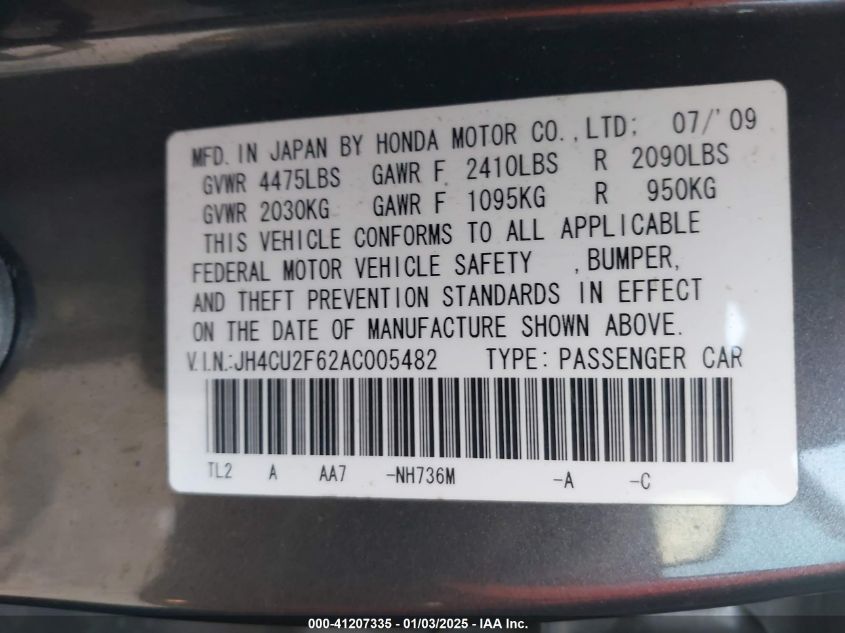 MFD. IN JAPAN BY HONDA MOTOR CO.,LTD; 07/'09
GVWR 4475LBS GAWR F 2410LBS R 2090LBS
GVWR 2030KG GAWR F 1095KG R 950KG
THIS VEHICLE CONFORMS TO ALL APPLICABLE
FEDERAL MOTOR VEHICLE SAFETY ,BUMPER,
AND THEFT PREVENTION STANDARDS IN EFFECT
ON THE DATE OF MANUFACTURE SHOWN ABOVE.
V.I.N.:JH4CU2F62AC005482 TYPE: PASSENGER CAR
TL2 A AA7 -NH736M -A -C
000-41207335 - 01/03/2025 - IAA Inc.